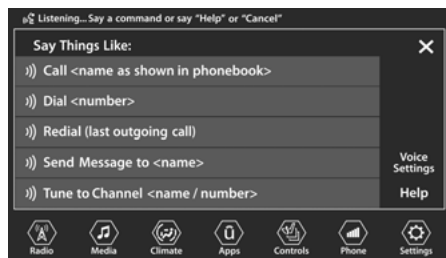 Listening... Say a command or say "Help" or "Cancel"
Say Things Like:
Call <name as shown in phonebook>
Dial <number>
Redial (last outgoing call)
Send Message to <name>
Tune to Channel <name / number>
Voice
Settings
Help
Radio
Media
Climate
Apps
Controls
Phone
Settings